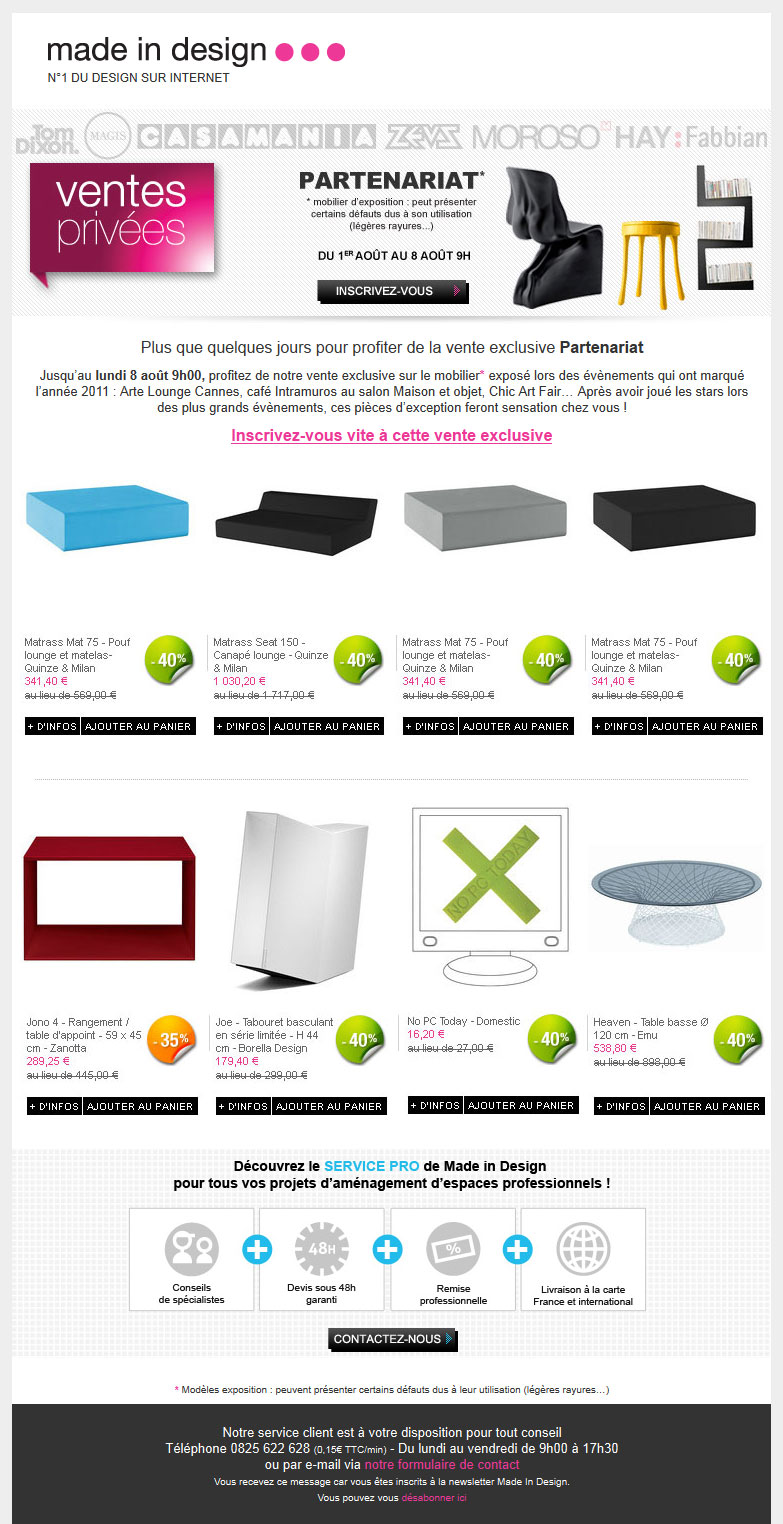 made in design
N°1 DU DESIGN SUR INTERNET
Tom Dixon. MAGIS CASAMANIA ZEUS MOROSO HAY Fabbian
ventes
privées
PARTENARIAT*
* mobilier d'exposition : peut présenter
certains défauts dus à son utilisation
(légères rayures...)
DU 1ER AOÛT AU 8 AOÛT 9H
INSCRIVEZ-VOUS
Plus que quelques jours pour profiter de la vente exclusive Partenariat
Jusqu'au lundi 8 août 9h00, profitez de notre vente exclusive sur le mobilier* exposé lors des évènements qui ont marqué
l'année 2011 : Arte Lounge Cannes, café Intramuros au salon Maison et objet, Chic Art Fair... Après avoir joué les stars lors
des plus grands évènements, ces pièces d'exception feront sensation chez vous !
Inscrivez-vous vite à cette vente exclusive
Matrass Mat 75 - Pouf
lounge et matelas-
Quinze & Milan
341,40 €
au lieu de 569,00 €
- 40%
+ D'INFOS AJOUTER AU PANIER
Matrass Seat 150 -
Canapé lounge - Quinze
& Milan
1 030,20 €
au lieu de 1 717,00 €
- 40%
+ D'INFOS AJOUTER AU PANIER
Matrass Mat 75 - Pouf
lounge et matelas-
Quinze & Milan
341,40 €
au lieu de 569,00 €
- 40%
+ D'INFOS AJOUTER AU PANIER
Matrass Mat 75 - Pouf
lounge et matelas-
Quinze & Milan
341,40 €
au lieu de 569,00 €
- 40%
+ D'INFOS AJOUTER AU PANIER
Jono 4 - Rangement /
table d'appoint - 59 x 45
cm - Zanotta
289,25 €
au lieu de 445,00 €
- 35%
+ D'INFOS AJOUTER AU PANIER
Joe - Tabouret basculant
en série limitée - H 44
cm - Borella Design
179,40 €
au lieu de 299,00 €
- 40%
+ D'INFOS AJOUTER AU PANIER
NO PC TODAY
No PC Today - Domestic
16,20 €
au lieu de 27,00 €
- 40%
+ D'INFOS AJOUTER AU PANIER
Heaven - Table basse Ø
120 cm - Emu
538,80 €
au lieu de 898,00 €
- 40%
+ D'INFOS AJOUTER AU PANIER
Découvrez le SERVICE PRO de Made in Design
pour tous vos projets d'aménagement d'espaces professionnels !
Conseils
de spécialistes
48H
Devis sous 48h
garanti
%
Remise
professionnelle
Livraison à la carte
France et international
CONTACTEZ-NOUS
* Modèles exposition : peuvent présenter certains défauts dus à leur utilisation (légères rayures...)
Notre service client est à votre disposition pour tout conseil
Téléphone 0825 622 628 (0,15€ TTC/min) - Du lundi au vendredi de 9h00 à 17h30
ou par e-mail via notre formulaire de contact
Vous recevez ce message car vous êtes inscrits à la newsletter Made In Design.
Vous pouvez vous désabonner ici